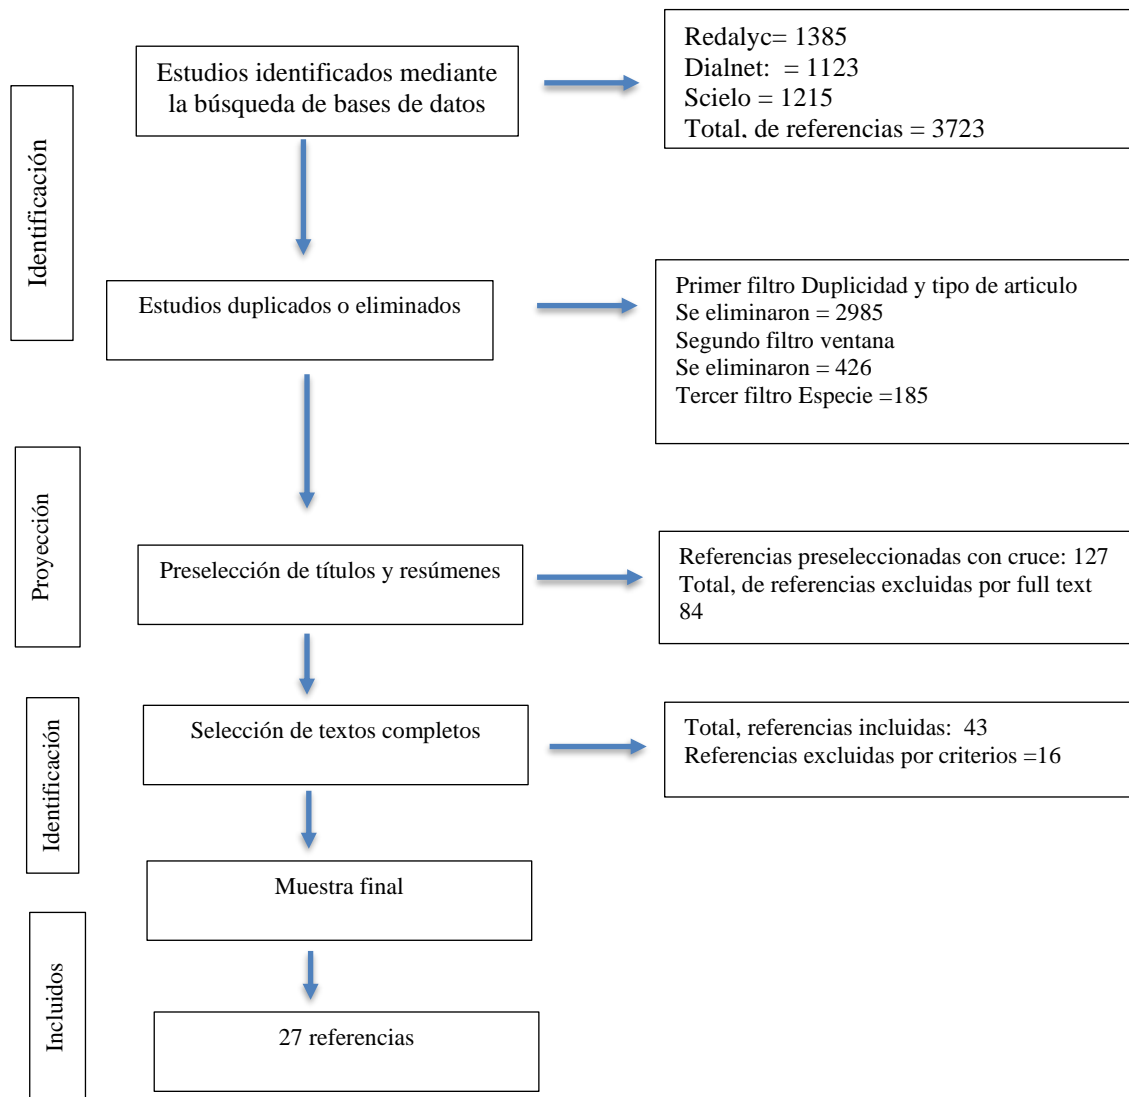 Identificación
Estudios identificados mediante
la búsqueda de bases de datos
Redalyc= 1385
Dialnet:  = 1123
Scielo = 1215
Total, de referencias = 3723
Estudios duplicados o eliminados
Primer filtro Duplicidad y tipo de articulo
Se eliminaron = 2985
Segundo filtro ventana
Se eliminaron = 426
Tercer filtro Especie =185
Proyección
Preselección de títulos y resúmenes
Referencias preseleccionadas con cruce: 127
Total, de referencias excluidas por full text
84
Identificación
Selección de textos completos
Total, referencias incluidas:  43
Referencias excluidas por criterios =16
Muestra final
Incluidos
27 referencias